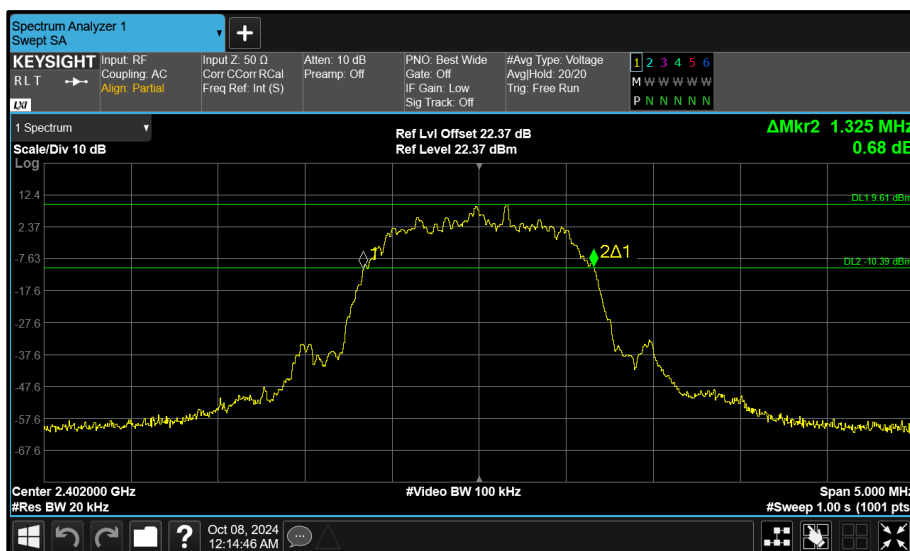 Spectrum Analyzer 1
Swept SA
KEYSIGHT
RLT
LXI
Input: RF
Coupling: AC
Align: Partial
Input Z: 50 Ω
Corr CCorr RCal
Freq Ref: Int (S)
Atten: 10 dB
Preamp: Off
PNO: Best Wide
Gate: Off
IF Gain: Low
Sig Track: Off
#Avg Type: Voltage
Avg|Hold: 20/20
Trig: Free Run
1 2 3 4 5 6
M W W W W W
P N N N N N
1 Spectrum
Scale/Div 10 dB
Ref Lvl Offset 22.37 dB
Ref Level 22.37 dBm
ΔMkr2 1.325 MHz
0.68 dB
Log
12.4
DL1 9.61 dBm
2.37
1
2Δ1
-7.63
DL2 -10.39 dBm
-17.6
-27.6
-37.6
-47.6
-57.6
-67.6
Center 2.402000 GHz
#Video BW 100 kHz
Span 5.000 MHz
#Res BW 20 kHz
#Sweep 1.00 s (1001 pts
?
Oct 08, 2024
12:14:46 AM